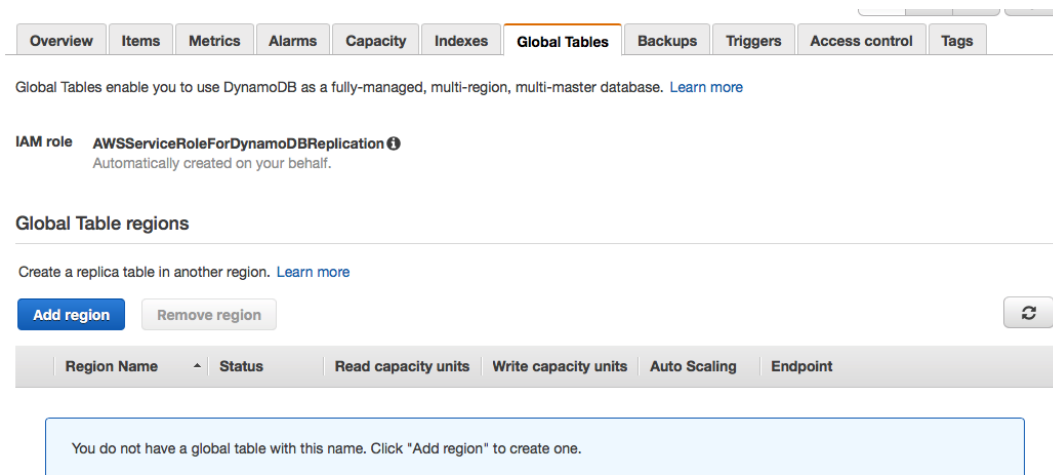 Overview Items Metrics Alarms Capacity Indexes Global Tables Backups Triggers Access control Tags
Global Tables enable you to use DynamoDB as a fully-managed, multi-region, multi-master database. Learn more
IAM role AWSServiceRoleForDynamoDBReplication
Automatically created on your behalf.
Global Table regions
Create a replica table in another region. Learn more
Add region Remove region
Region Name Status Read capacity units Write capacity units Auto Scaling Endpoint
You do not have a global table with this name. Click "Add region" to create one.